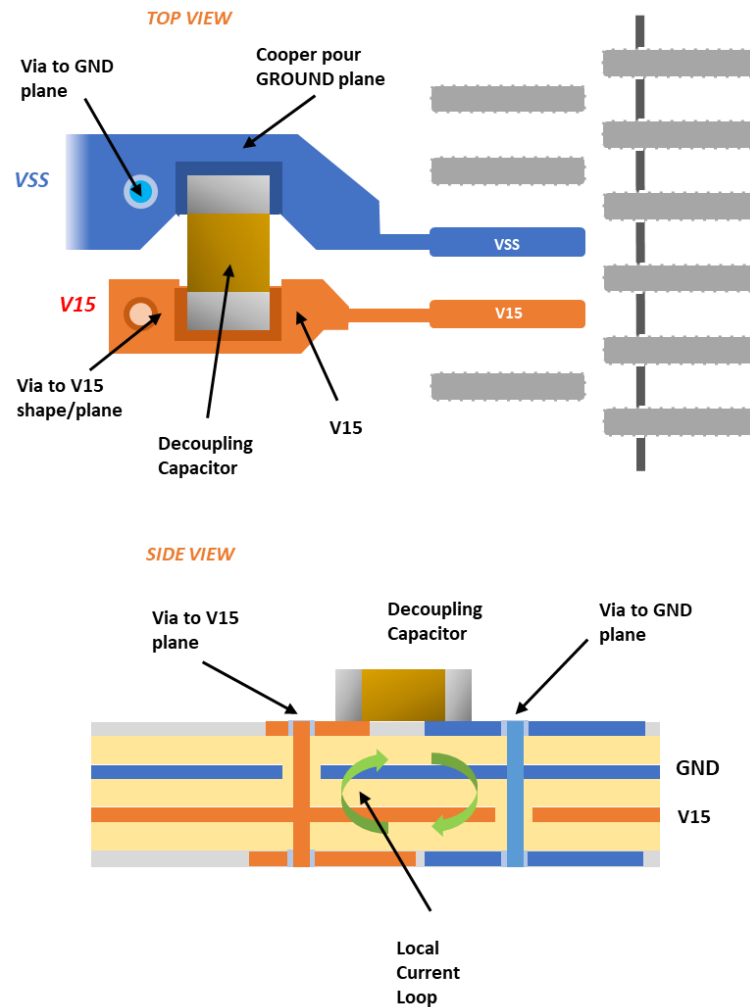 TOP VIEW
Via to GND
plane
Cooper pour
GROUND plane
VSS
VSS
V15
V15
Via to V15
shape/plane
Decoupling
Capacitor
V15
SIDE VIEW
Via to V15
plane
Decoupling
Capacitor
Via to GND
plane
GND
V15
Local
Current
Loop